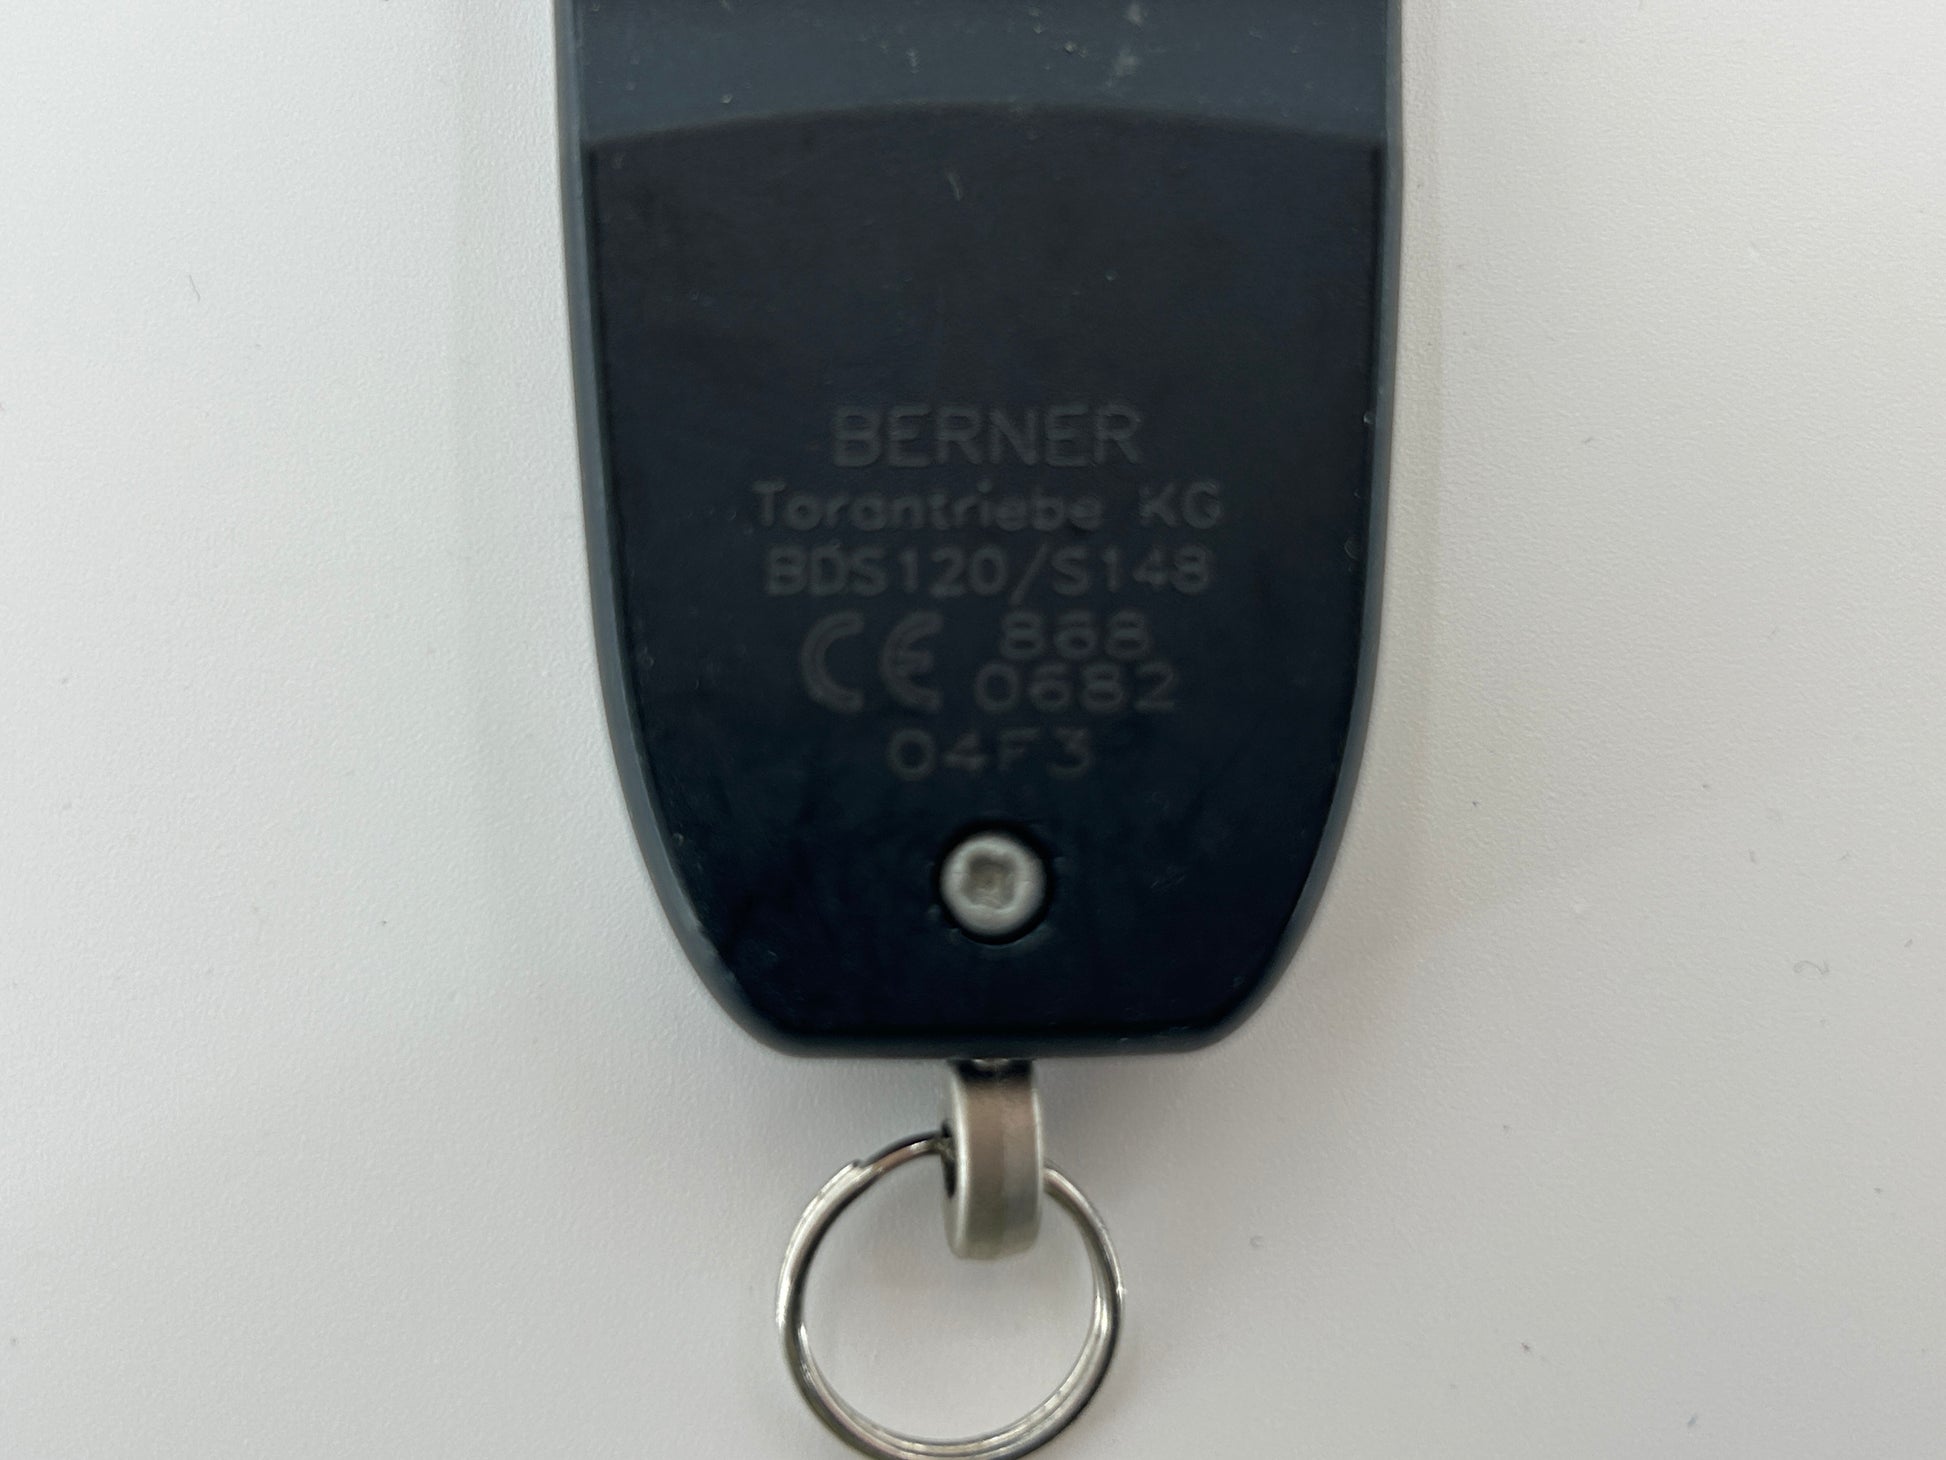 BERNER
Torantriebe KG
BDS120/S148
CE 868
0682
04F3